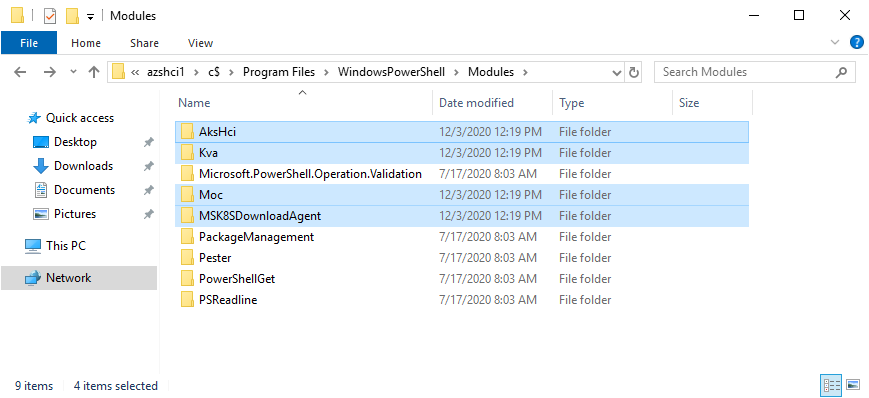 Modules
File Home Share View
« azshci1 › c$ › Program Files › WindowsPowerShell › Modules › Search Modules
Name Date modified Type Size
Quick access
Desktop
Downloads
Documents
Pictures
This PC
Network
AksHci 12/3/2020 12:19 PM File folder
Kva 12/3/2020 12:19 PM File folder
Microsoft.PowerShell.Operation.Validation 7/17/2020 8:03 AM File folder
Moc 12/3/2020 12:19 PM File folder
MSK8SDownloadAgent 12/3/2020 12:19 PM File folder
PackageManagement 7/17/2020 8:03 AM File folder
Pester 7/17/2020 8:03 AM File folder
PowerShellGet 7/17/2020 8:03 AM File folder
PSReadline 7/17/2020 8:03 AM File folder
9 items 4 items selected